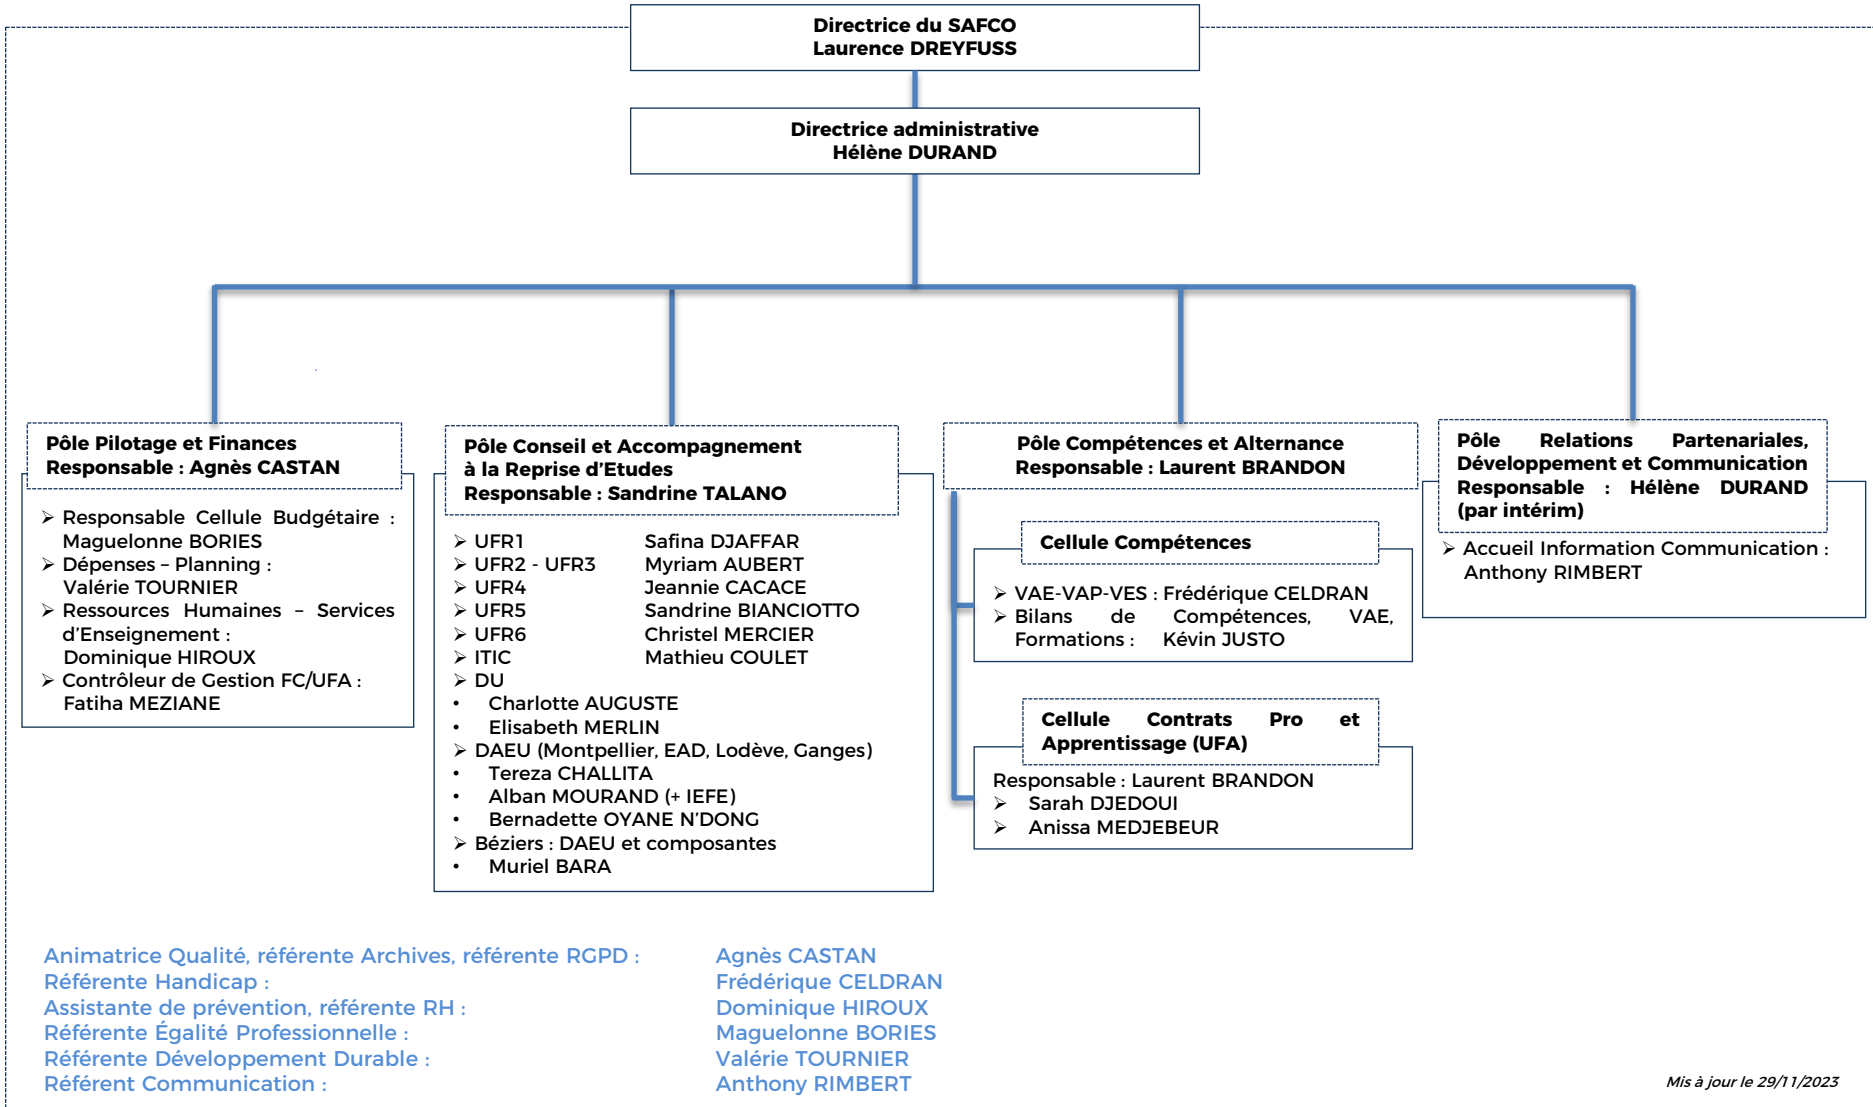 Directrice du SAFCO
Laurence DREYFUSS
Directrice administrative
Hélène DURAND
Pôle Pilotage et Finances
Responsable : Agnès CASTAN
➢ Responsable Cellule Budgétaire :
Maguelonne BORIES
➢ Dépenses – Planning :
Valérie TOURNIER
➢ Ressources Humaines – Services
d’Enseignement :
Dominique HIROUX
➢ Contrôleur de Gestion FC/UFA :
Fatiha MEZIANE
Pôle Conseil et Accompagnement
à la Reprise d’Etudes
Responsable : Sandrine TALANO
➢ UFR1 Safina DJAFFAR
➢ UFR2 - UFR3 Myriam AUBERT
➢ UFR4 Jeannie CACACE
➢ UFR5 Sandrine BIANCIOTTO
➢ UFR6 Christel MERCIER
➢ ITIC Mathieu COULET
➢ DU
• Charlotte AUGUSTE
• Elisabeth MERLIN
➢ DAEU (Montpellier, EAD, Lodève, Ganges)
• Tereza CHALLITA
• Alban MOURAND (+ IEFE)
• Bernadette OYANE N’DONG
➢ Béziers : DAEU et composantes
• Muriel BARA
Pôle Compétences et Alternance
Responsable : Laurent BRANDON
Cellule Compétences
➢ VAE-VAP-VES : Frédérique CELDRAN
➢ Bilans de Compétences, VAE,
Formations : Kévin JUSTO
Cellule Contrats Pro et
Apprentissage (UFA)
Responsable : Laurent BRANDON
➢ Sarah DJEDOUI
➢ Anissa MEDJEBEUR
Pôle Relations Partenariales,
Développement et Communication
Responsable : Hélène DURAND
(par intérim)
➢ Accueil Information Communication :
Anthony RIMBERT
Animatrice Qualité, référente Archives, référente RGPD : Agnès CASTAN
Référente Handicap : Frédérique CELDRAN
Assistante de prévention, référente RH : Dominique HIROUX
Référente Égalité Professionnelle : Maguelonne BORIES
Référente Développement Durable : Valérie TOURNIER
Référent Communication : Anthony RIMBERT
Mis à jour le 29/11/2023